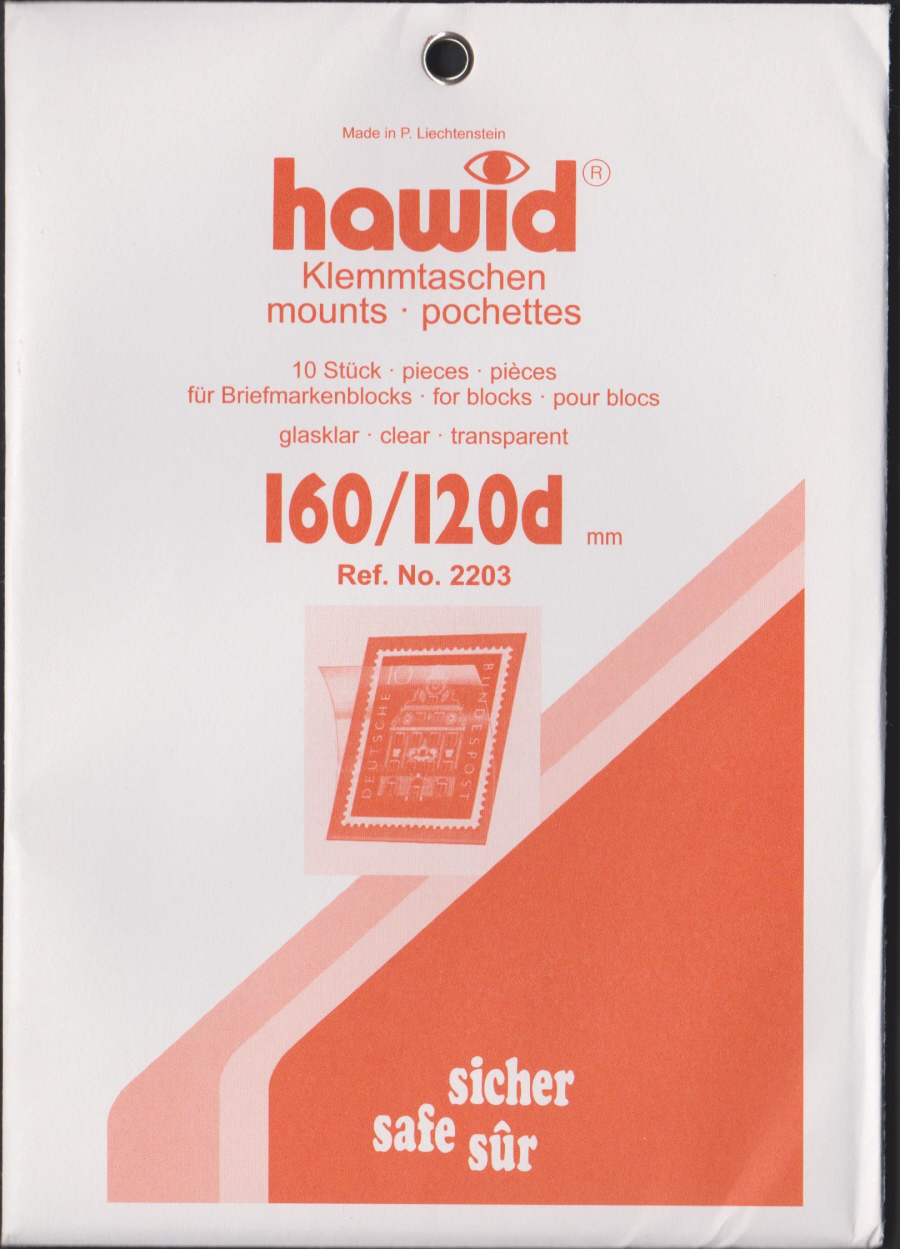 Made in P. Liechtenstein
hawid ®
Klemmtaschen
mounts · pochettes
10 Stück · pieces · pièces
für Briefmarkenblocks · for blocks · pour blocs
glasklar · clear · transparent
160/120d mm
Ref. No. 2203
10
DEUTSCHE
BUNDESPOST
sicher
safe
sûr